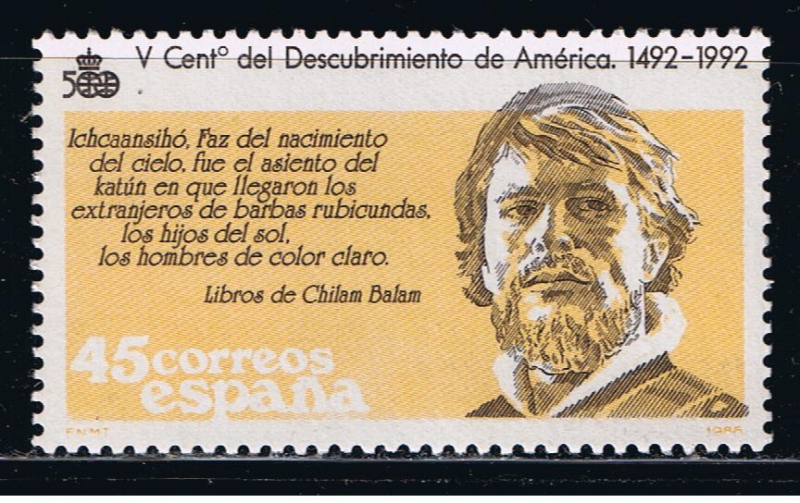 V Centº del Descubrimiento de América. 1492-1992
500
Ichcaansihó, Faz del nacimiento
del cielo, fue el asiento del
katún en que llegaron los
extranjeros de barbas rubicundas,
los hijos del sol,
los hombres de color claro.
Libros de Chilam Balam
45 correos
españa
F.N.M.T. 1986